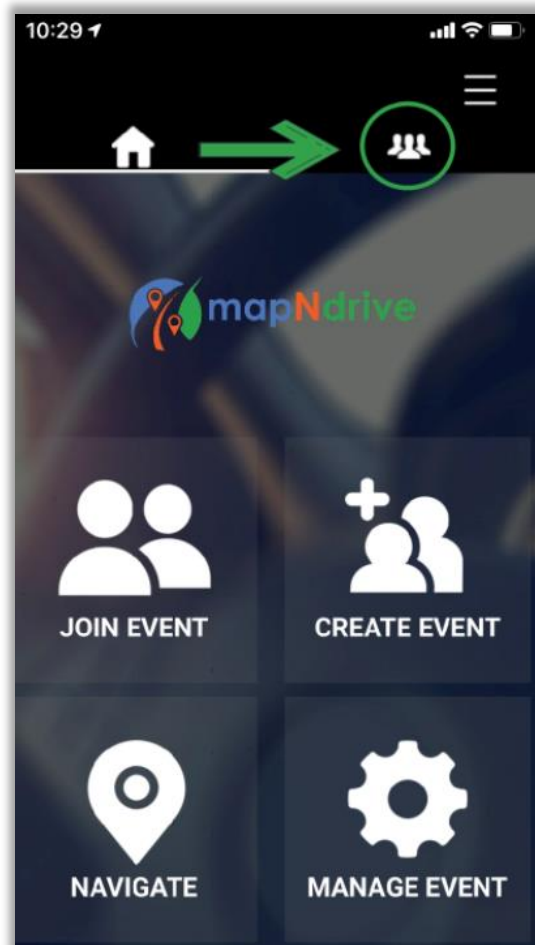 10:29
mapNdrive
JOIN EVENT
CREATE EVENT
NAVIGATE
MANAGE EVENT